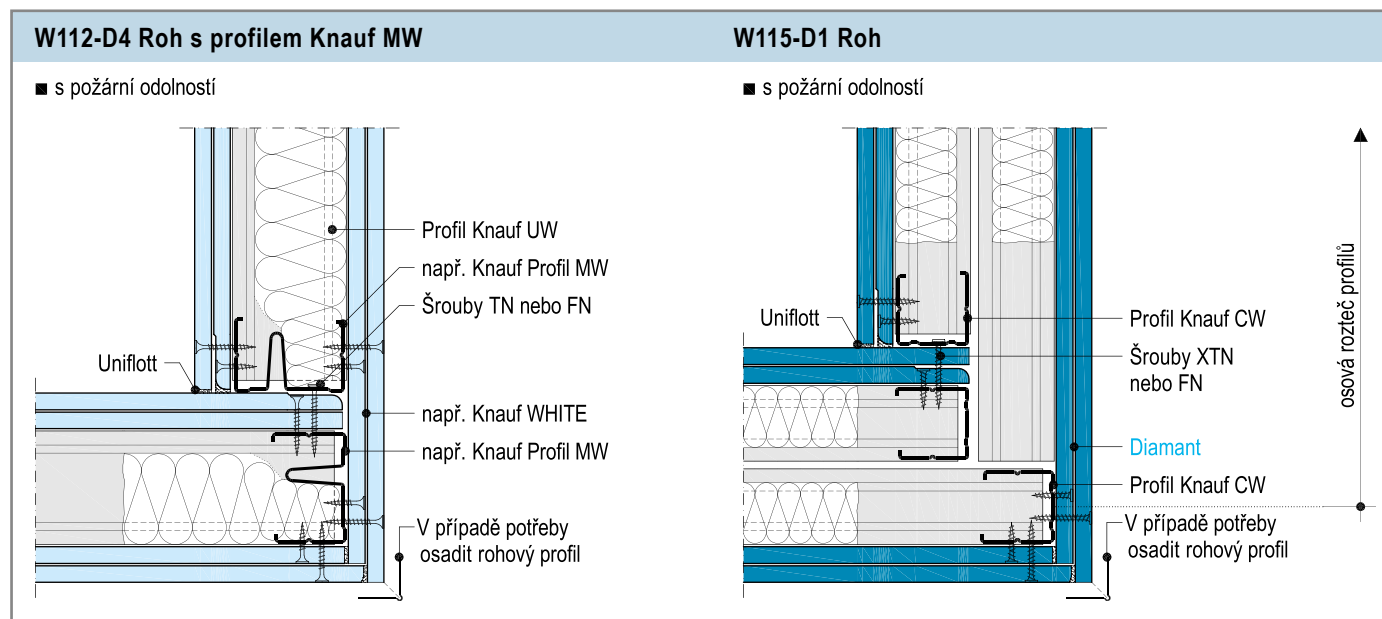 W112-D4 Roh s profilem Knauf MW
s požární odolností
Profil Knauf UW
např. Knauf Profil MW
Šrouby TN nebo FN
Uniflott
např. Knauf WHITE
např. Knauf Profil MW
V případě potřeby
osadit rohový profil
W115-D1 Roh
s požární odolností
Uniflott
Profil Knauf CW
Šrouby XTN
nebo FN
Diamant
Profil Knauf CW
V případě potřeby
osadit rohový profil
osová rozteč profilů